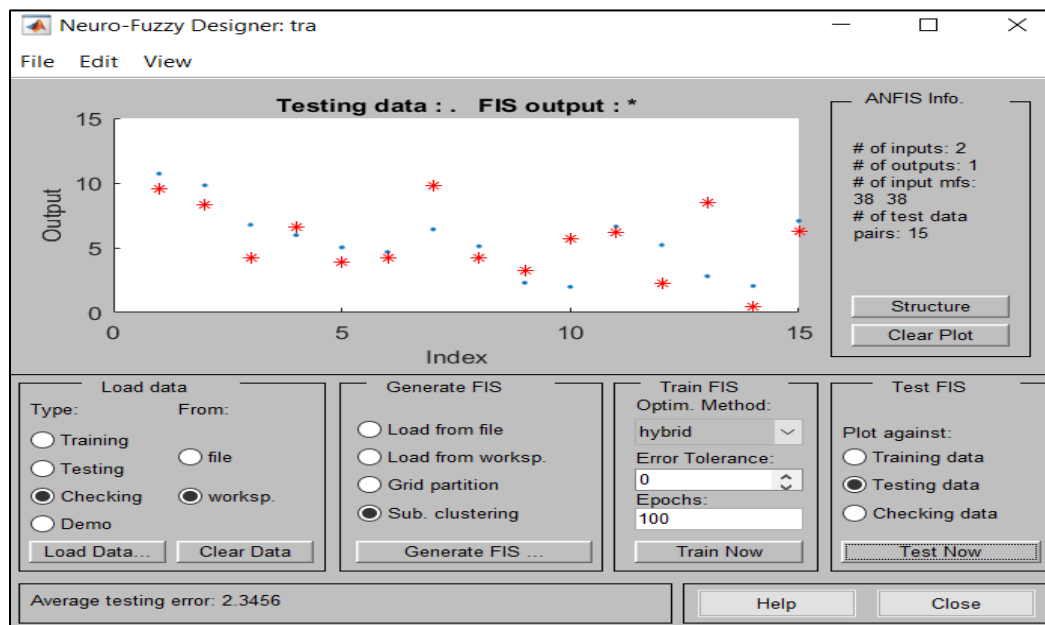 Neuro-Fuzzy Designer: tra
File Edit View
Testing data : . FIS output : *
15
10
5
0
Output
0
5
10
15
Index
ANFIS Info.
# of inputs: 2
# of outputs: 1
# of input mfs:
38 38
# of test data
pairs: 15
Structure
Clear Plot
Load data
Type:
From:
Training
Testing
Checking
Demo
file
worksp.
Load Data...
Clear Data
Generate FIS
Load from file
Load from worksp.
Grid partition
Sub. clustering
Generate FIS ...
Train FIS
Optim. Method:
hybrid
Error Tolerance:
0
Epochs:
100
Train Now
Test FIS
Plot against:
Training data
Testing data
Checking data
Test Now
Average testing error: 2.3456
Help
Close